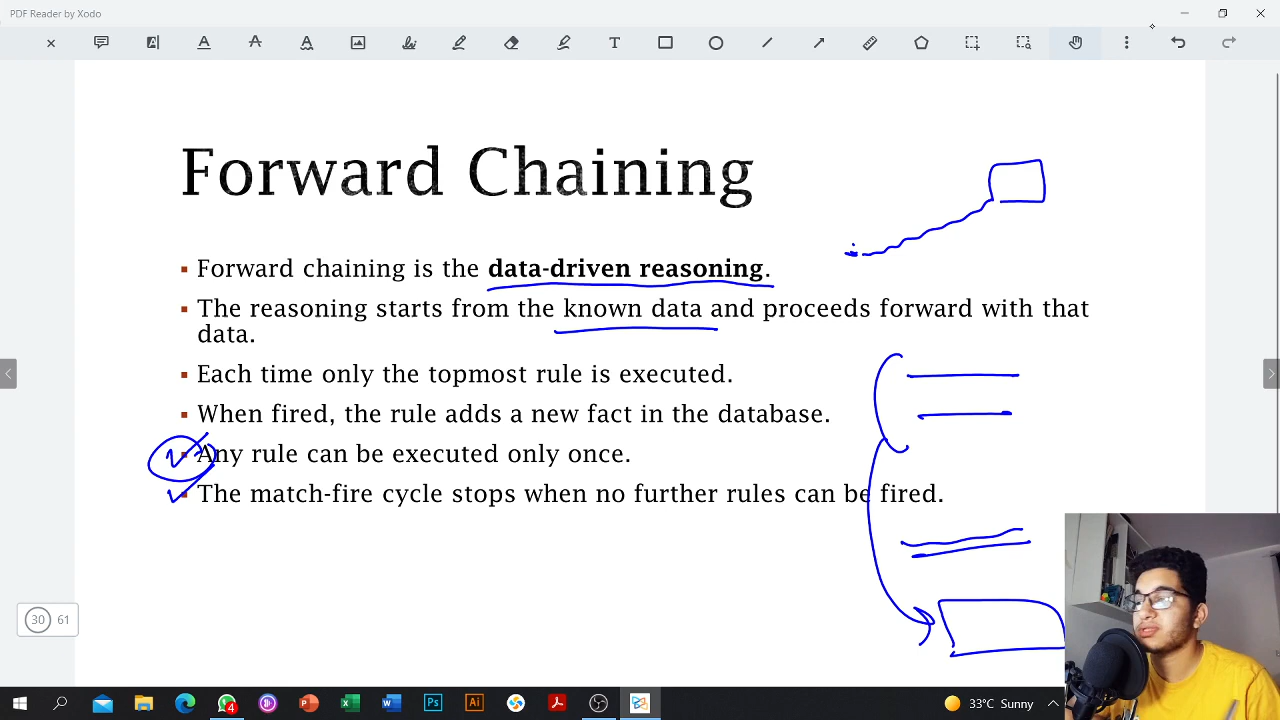 PDF Reader by Xodo
Forward Chaining
▪ Forward chaining is the data-driven reasoning.
▪ The reasoning starts from the known data and proceeds forward with that
data.
▪ Each time only the topmost rule is executed.
▪ When fired, the rule adds a new fact in the database.
▪ Any rule can be executed only once.
▪ The match-fire cycle stops when no further rules can be fired.
30 61
4
33°C Sunny